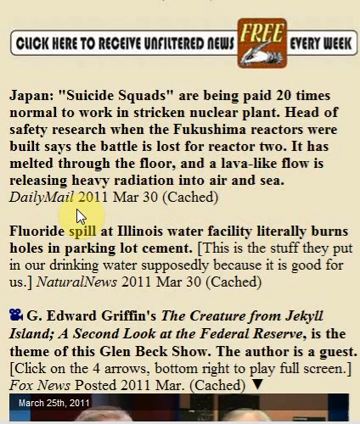 CLICK HERE TO RECEIVE UNFILTERED NEWS FREE EVERY WEEK
Japan: "Suicide Squads" are being paid 20 times
normal to work in stricken nuclear plant. Head of
safety research when the Fukushima reactors were
built says the battle is lost for reactor two. It has
melted through the floor, and a lava-like flow is
releasing heavy radiation into air and sea.
DailyMail 2011 Mar 30 (Cached)
Fluoride spill at Illinois water facility literally burns
holes in parking lot cement. [This is the stuff they put
in our drinking water supposedly because it is good for
us.] NaturalNews 2011 Mar 30 (Cached)
G. Edward Griffin's The Creature from Jekyll
Island; A Second Look at the Federal Reserve, is the
theme of this Glen Beck Show. The author is a guest.
[Click on the 4 arrows, bottom right to play full screen.]
Fox News Posted 2011 Mar. (Cached) ▼
March 25th, 2011